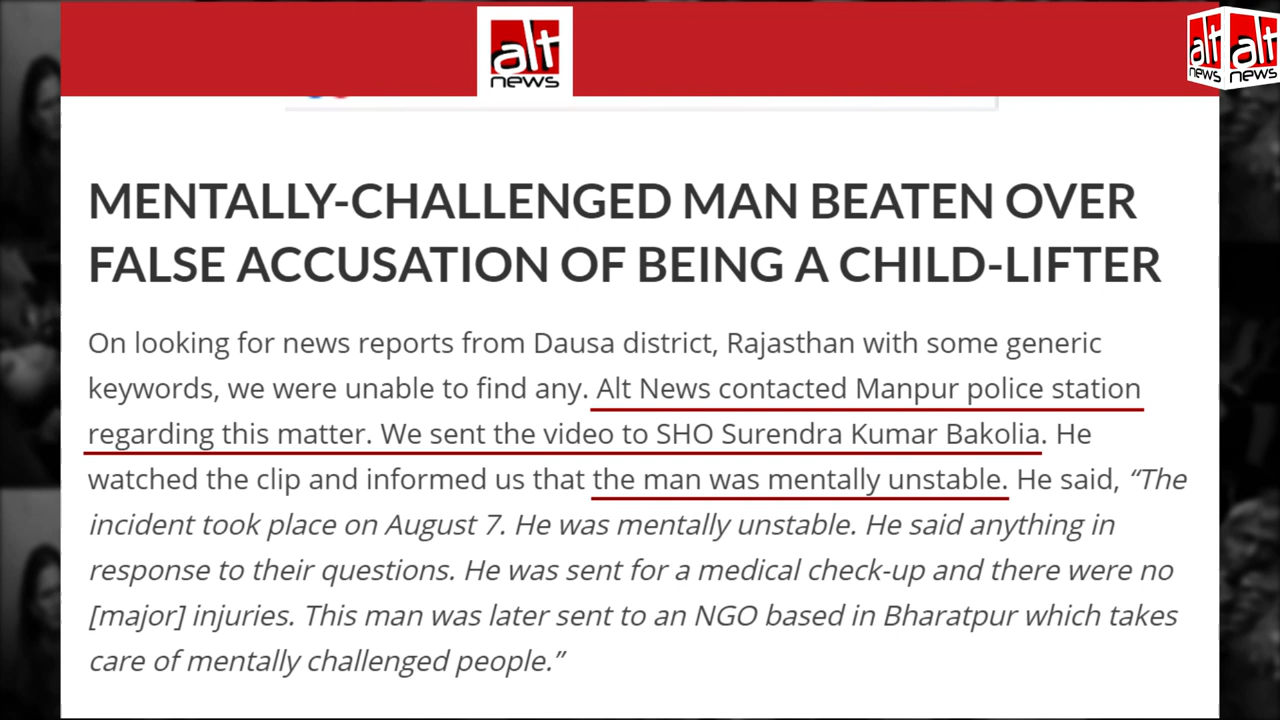 alt
news
alt
news
alt
news
MENTALLY-CHALLENGED MAN BEATEN OVER
FALSE ACCUSATION OF BEING A CHILD-LIFTER
On looking for news reports from Dausa district, Rajasthan with some generic
keywords, we were unable to find any. Alt News contacted Manpur police station
regarding this matter. We sent the video to SHO Surendra Kumar Bakolia. He
watched the clip and informed us that the man was mentally unstable. He said, “The
incident took place on August 7. He was mentally unstable. He said anything in
response to their questions. He was sent for a medical check-up and there were no
[major] injuries. This man was later sent to an NGO based in Bharatpur which takes
care of mentally challenged people.”